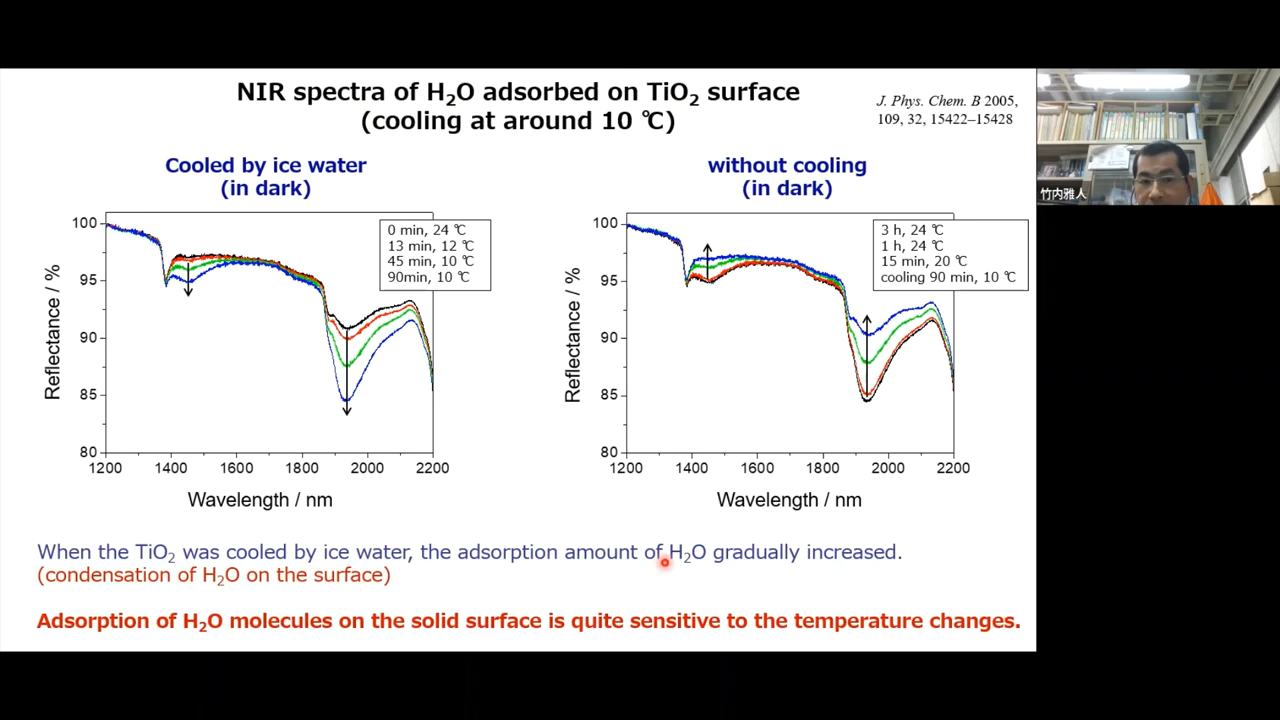 NIR spectra of H₂O adsorbed on TiO₂ surface
(cooling at around 10 ℃)
J. Phys. Chem. B 2005,
109, 32, 15422–15428
竹内雅人
Cooled by ice water
(in dark)
0 min, 24 ℃
13 min, 12 ℃
45 min, 10 ℃
90min, 10 ℃
100
95
90
85
80
Reflectance / %
1200 1400 1600 1800 2000 2200
Wavelength / nm
without cooling
(in dark)
3 h, 24 ℃
1 h, 24 ℃
15 min, 20 ℃
cooling 90 min, 10 ℃
100
95
90
85
80
Reflectance / %
1200 1400 1600 1800 2000 2200
Wavelength / nm
When the TiO₂ was cooled by ice water, the adsorption amount of H₂O gradually increased.
(condensation of H₂O on the surface)
Adsorption of H₂O molecules on the solid surface is quite sensitive to the temperature changes.